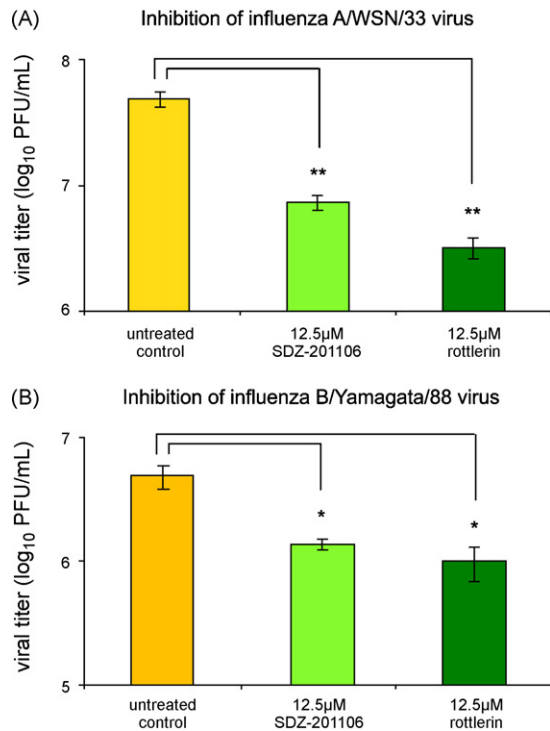 (A) Inhibition of influenza A/WSN/33 virus
viral titer (log10 PFU/mL)
8
7
6
**
**
untreated control
12.5µM SDZ-201106
12.5µM rottlerin
(B) Inhibition of influenza B/Yamagata/88 virus
viral titer (log10 PFU/mL)
7
6
5
*
*
untreated control
12.5µM SDZ-201106
12.5µM rottlerin